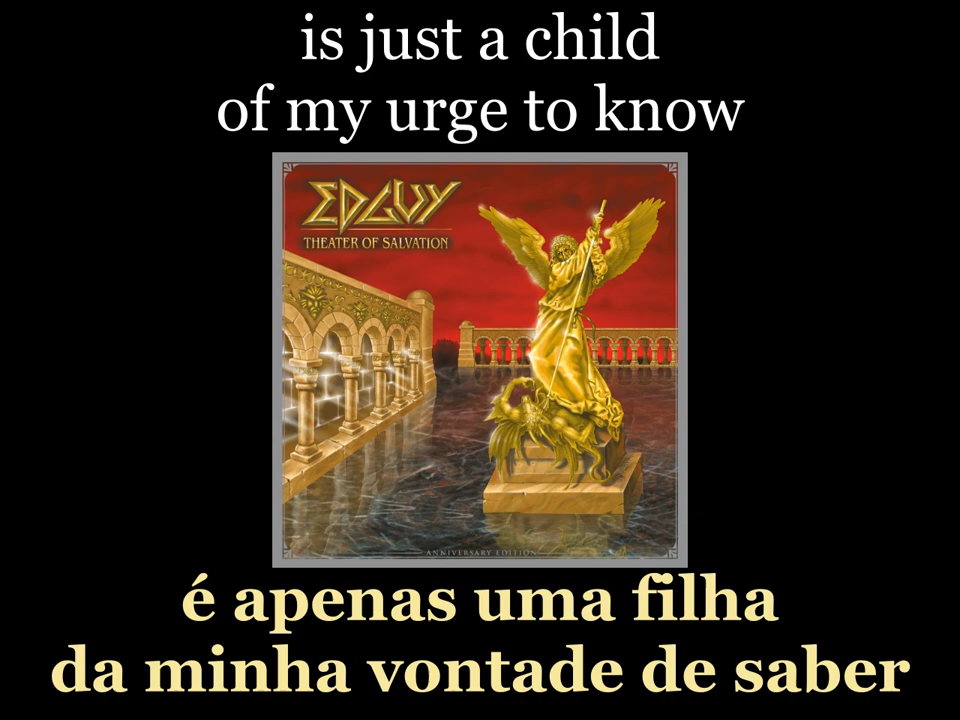 is just a child
of my urge to know
EDGUY
THEATER OF SALVATION
ANNIVERSARY EDITION
é apenas uma filha
da minha vontade de saber